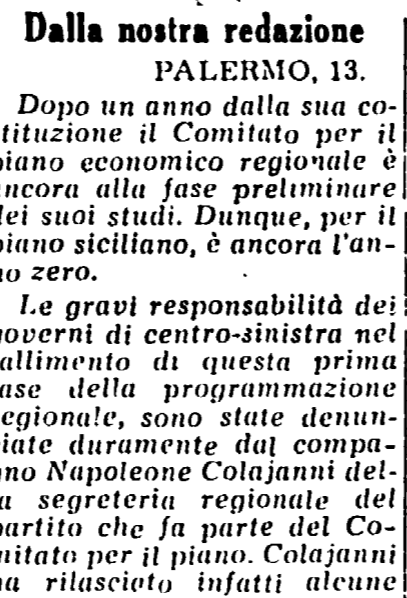 Dalla nostra redazione
PALERMO, 13.
Dopo un anno dalla sua co-
stituzione il Comitato per il
piano economico regionale è
ancora alla fase preliminare
dei suoi studi. Dunque, per il
piano siciliano, è ancora l'an-
no zero.
Le gravi responsabilità dei
governi di centro-sinistra nel
fallimento di questa prima
fase della programmazione
regionale, sono state denun-
ciate duramente dal compa-
gno Napoleone Colajanni del-
la segreteria regionale del
partito che fa parte del Co-
mitato per il piano. Colajanni
ha rilasciato infatti alcune